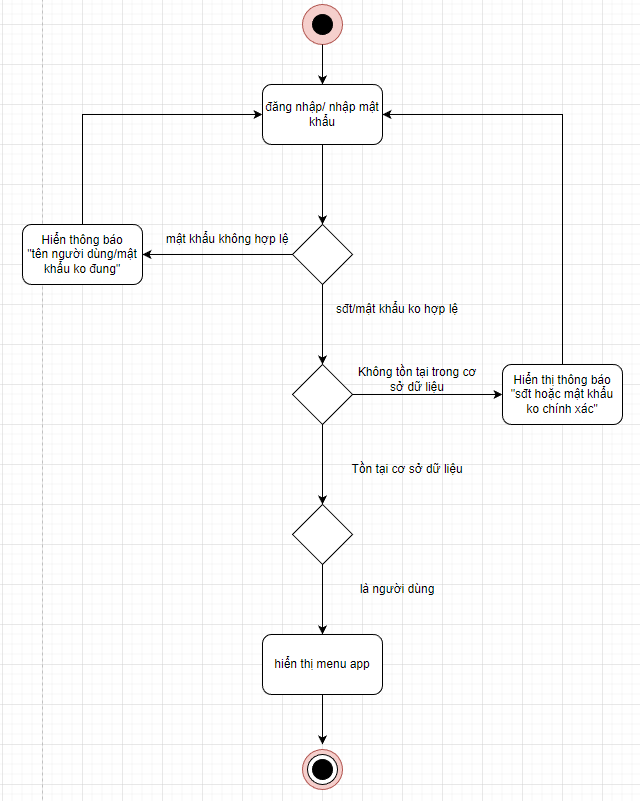 đăng nhập/ nhập mật
khẩu
mật khẩu không hợp lệ
Hiển thông báo
"tên người dùng/mật
khẩu ko đung"
sđt/mật khẩu ko hợp lệ
Không tồn tại trong cơ
sở dữ liệu
Hiển thị thông báo
"sđt hoặc mật khẩu
ko chính xác"
Tồn tại cơ sở dữ liệu
là người dùng
hiển thị menu app